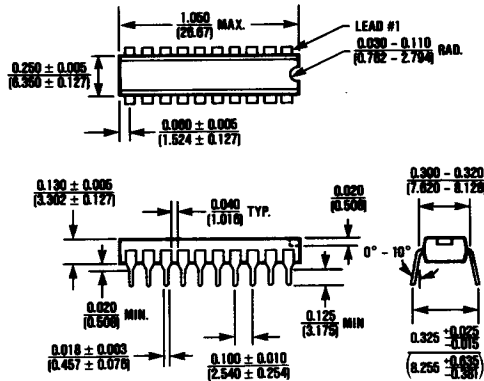 1.050
(26.67)
MAX.
LEAD #1
0.030 – 0.110
(0.762 – 2.794)
RAD.
0.250 ± 0.005
(6.350 ± 0.127)
0.060 ± 0.005
(1.524 ± 0.127)
0.300 – 0.320
(7.620 – 8.128)
0.130 ± 0.005
(3.302 ± 0.127)
0.040
(1.016)
TYP.
0.020
(0.508)
0° – 10°
0.020
(0.508)
MIN.
0.125
(3.175)
MIN
0.018 ± 0.003
(0.457 ± 0.076)
0.100 ± 0.010
(2.540 ± 0.254)
0.325 +0.025
–0.015
(8.255 +0.635
–0.381)